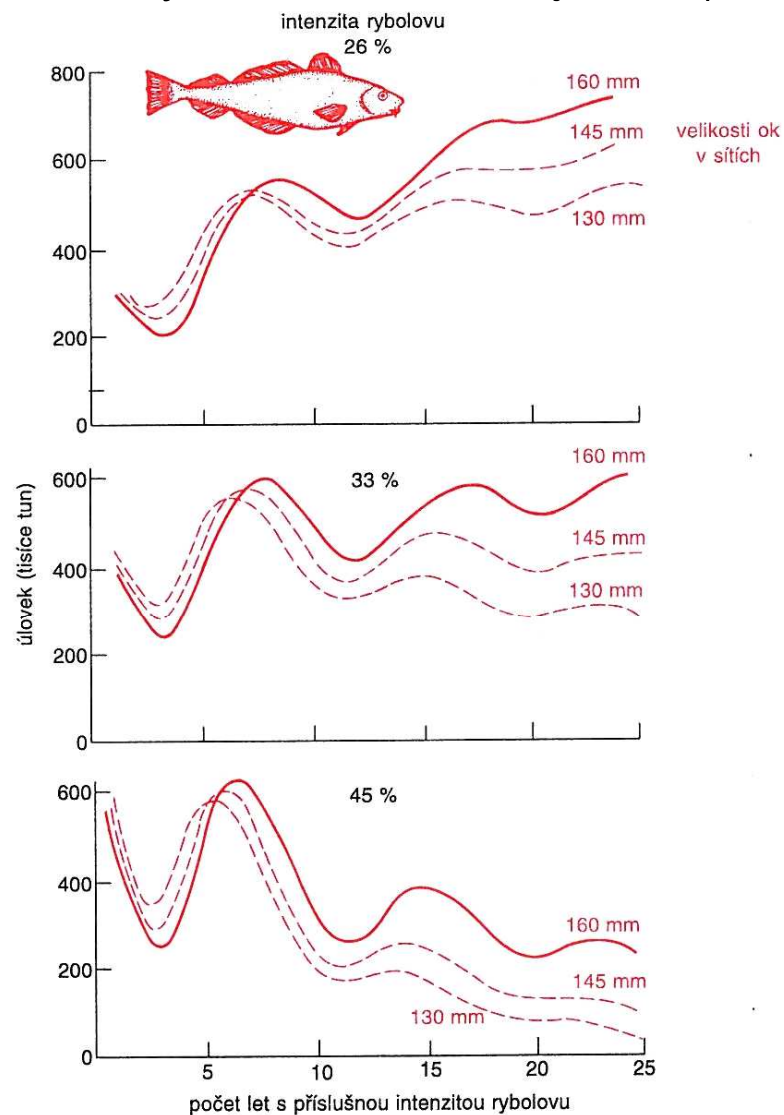 intenzita rybolovu
26 %
800
600
400
200
0
160 mm
145 mm
130 mm
velikosti ok
v sítích
33 %
600
400
200
0
160 mm
145 mm
130 mm
úlovek (tisíce tun)
45 %
600
400
200
0
160 mm
145 mm
130 mm
5
10
15
20
25
počet let s příslušnou intenzitou rybolovu